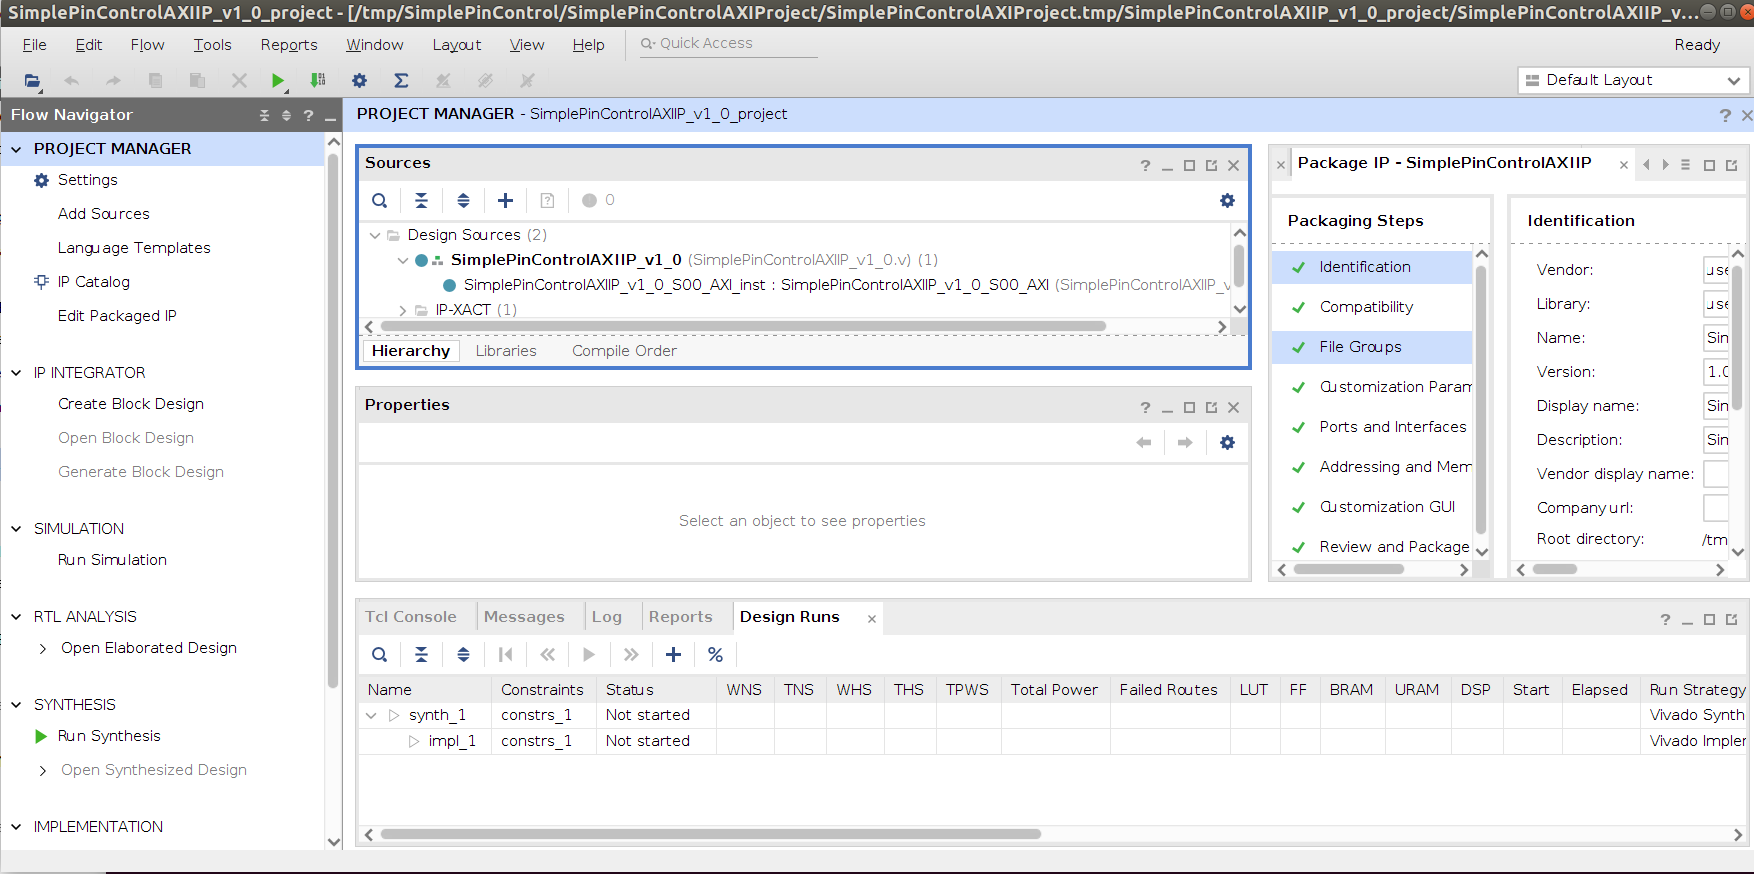 SimplePinControlAXIIP_v1_0_project - [/tmp/SimplePinControl/SimplePinControlAXIProject/SimplePinControlAXIProject.tmp/SimplePinControlAXIIP_v1_0_project/SimplePinControlAXIIP_v...
File Edit Flow Tools Reports Window Layout View Help Quick Access Ready
Default Layout
Flow Navigator
PROJECT MANAGER
Settings
Add Sources
Language Templates
IP Catalog
Edit Packaged IP
IP INTEGRATOR
Create Block Design
Open Block Design
Generate Block Design
SIMULATION
Run Simulation
RTL ANALYSIS
Open Elaborated Design
SYNTHESIS
Run Synthesis
Open Synthesized Design
IMPLEMENTATION
PROJECT MANAGER - SimplePinControlAXIIP_v1_0_project
Sources
0
Design Sources (2)
SimplePinControlAXIIP_v1_0 (SimplePinControlAXIIP_v1_0.v) (1)
SimplePinControlAXIIP_v1_0_S00_AXI_inst : SimplePinControlAXIIP_v1_0_S00_AXI (SimplePinControlAXIIP_v
IP-XACT (1)
Hierarchy Libraries Compile Order
Properties
Select an object to see properties
Package IP - SimplePinControlAXIIP
Packaging Steps
Identification
Compatibility
File Groups
Customization Param
Ports and Interfaces
Addressing and Mem
Customization GUI
Review and Package
Identification
Vendor: use
Library: use
Name: Sin
Version: 1.0
Display name: Sin
Description: Sin
Vendor display name:
Company url:
Root directory: /tm
Tcl Console Messages Log Reports Design Runs
Name Constraints Status WNS TNS WHS THS TPWS Total Power Failed Routes LUT FF BRAM URAM DSP Start Elapsed Run Strategy
synth_1 constrs_1 Not started Vivado Synth
impl_1 constrs_1 Not started Vivado Impler